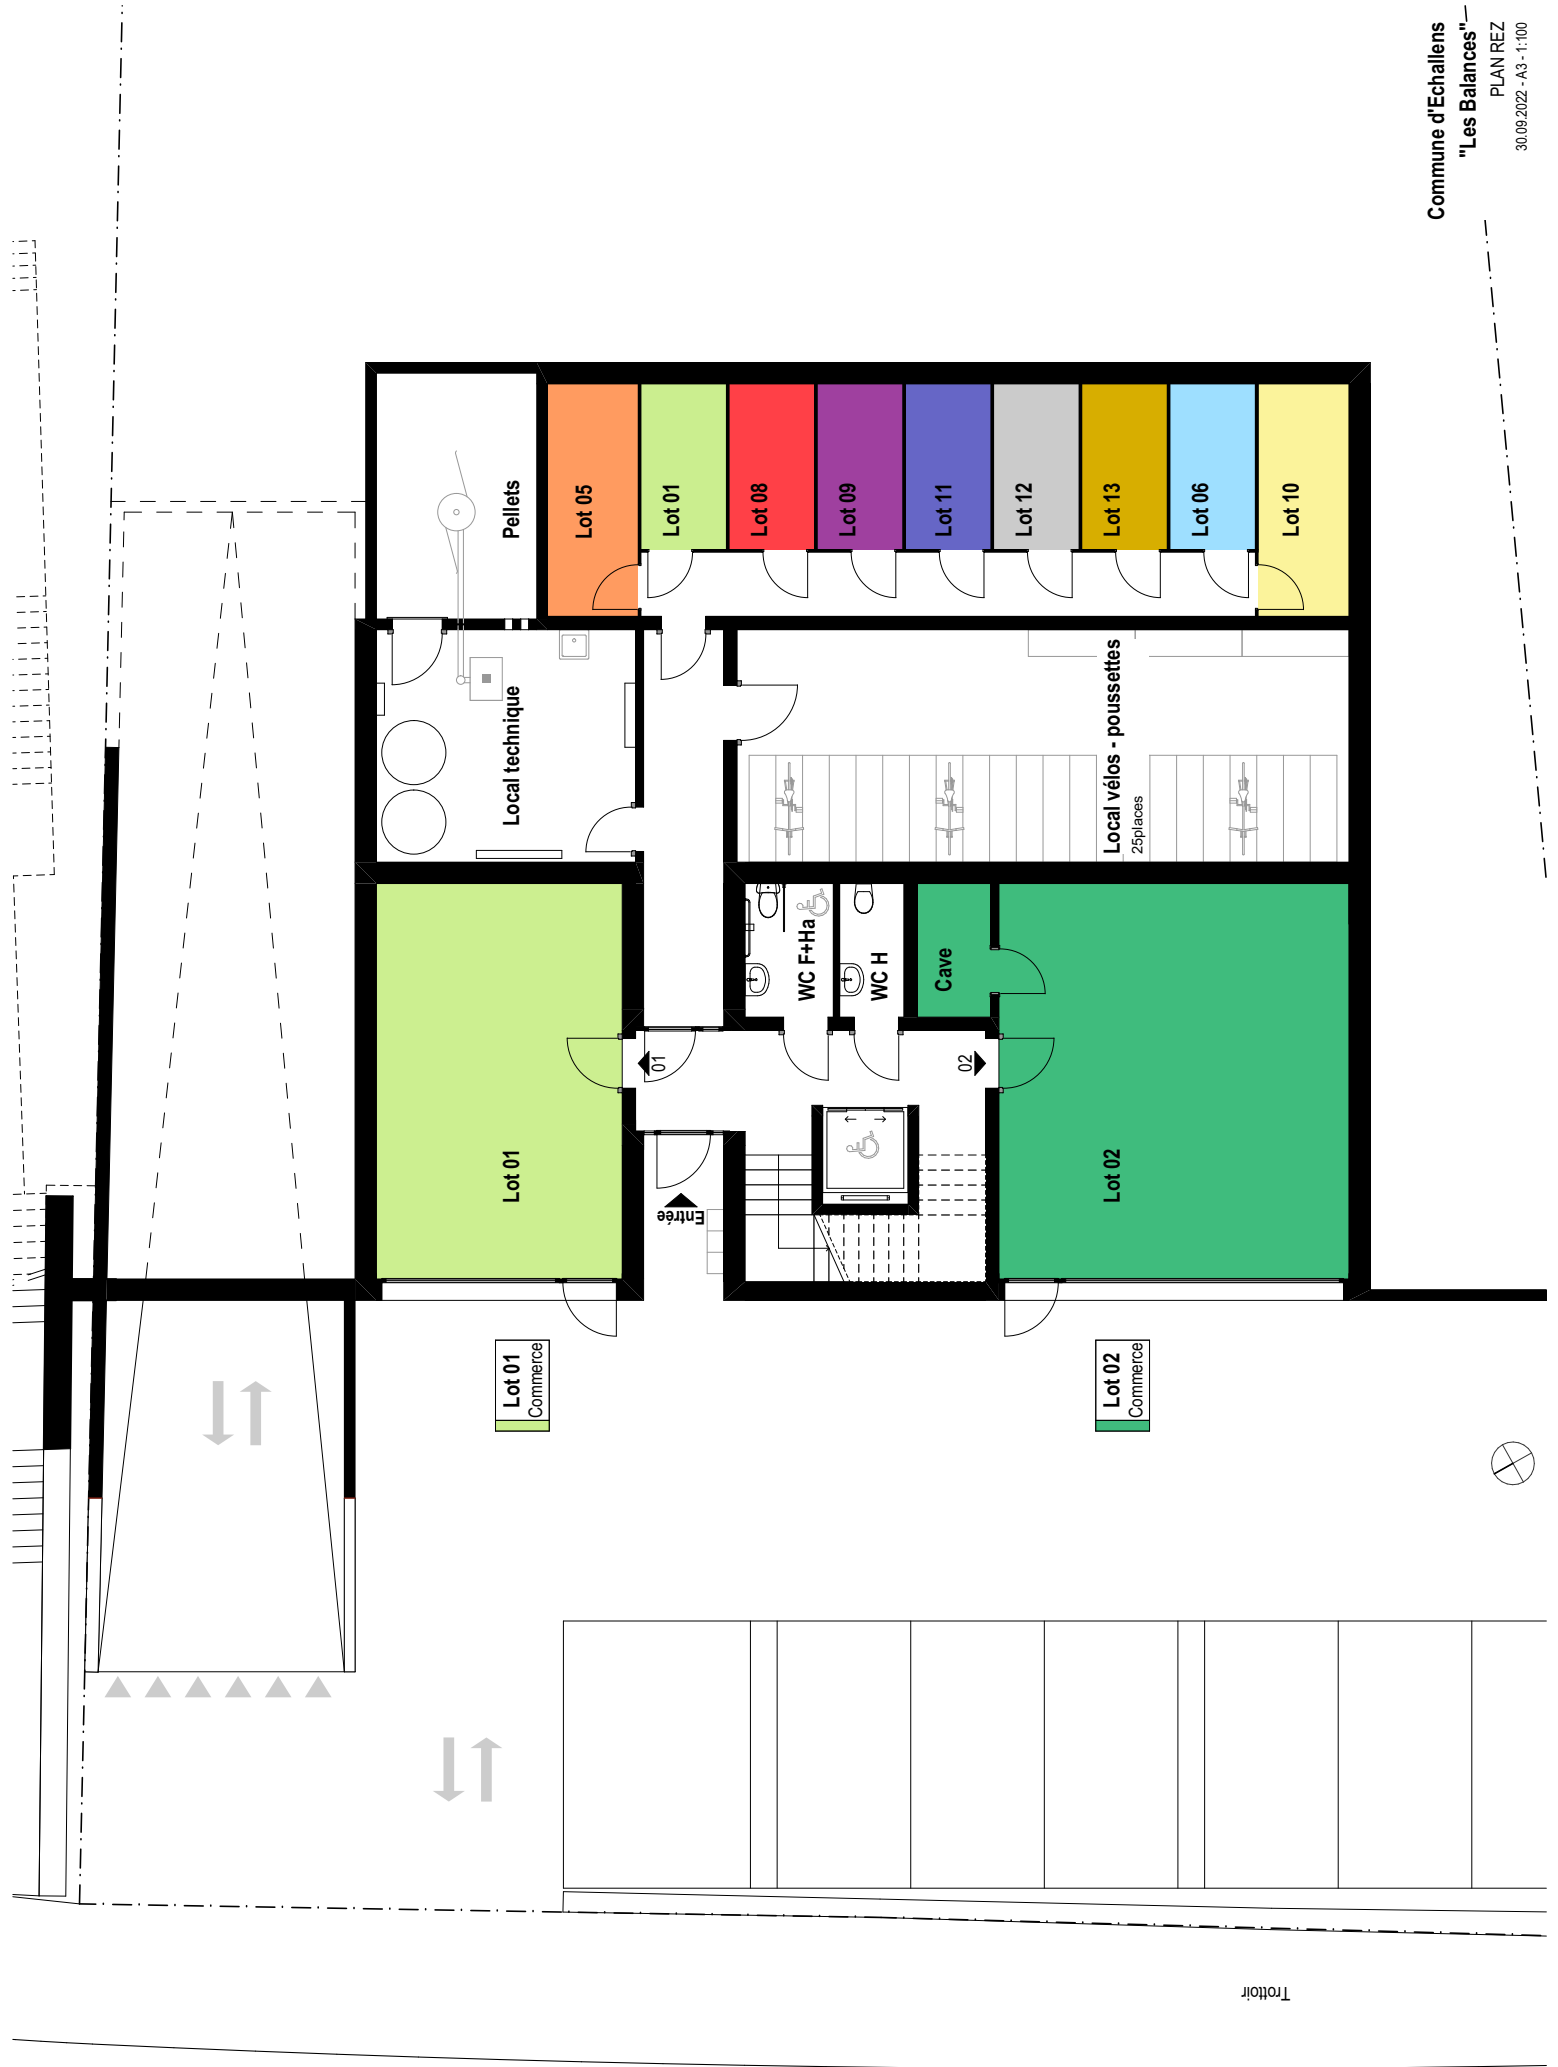 Commune d'Echallens
"Les Balances"
PLAN REZ
30.09.2022 - A3 - 1:100
Pellets
Lot 05
Lot 01
Lot 08
Lot 09
Lot 11
Lot 12
Lot 13
Lot 06
Lot 10
Local technique
Local vélos - poussettes
25places
WC F+Ha
WC H
Cave
01
02
Lot 01
Entrée
Lot 02
Lot 01
Commerce
Lot 02
Commerce
Trottoir